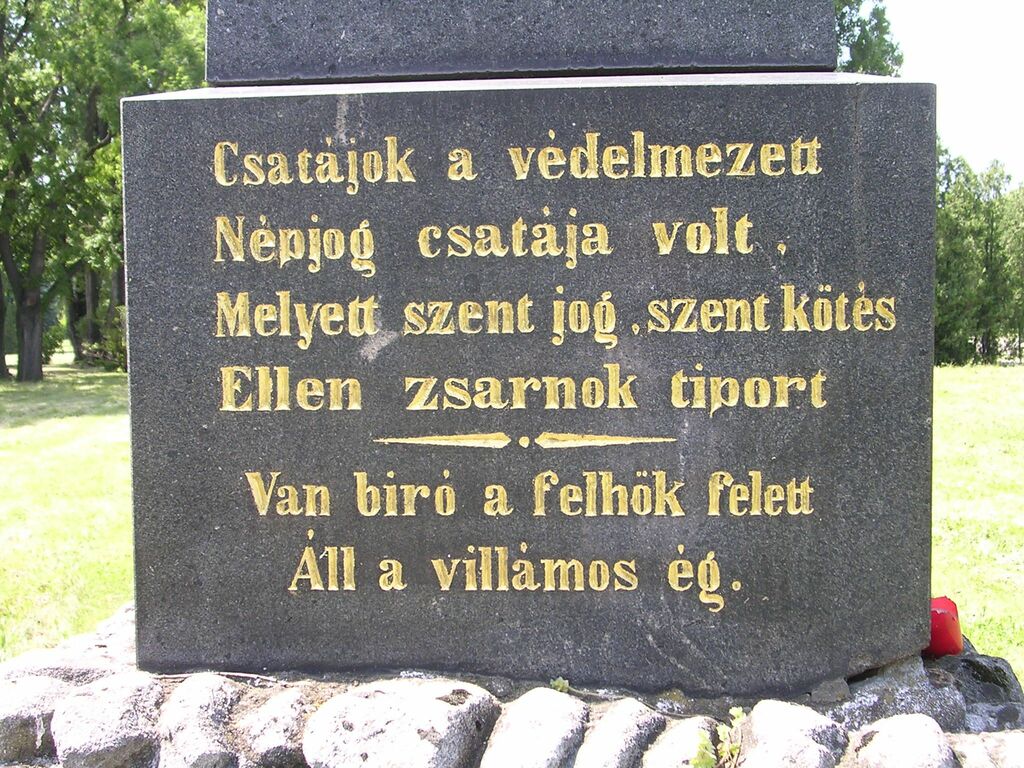 Csatájok a védelmezett
Népjog csatája volt,
Melyett szent jog, szent kötés
Ellen zsarnok tiport
Van biró a felhök felett
Áll a villámos ég.